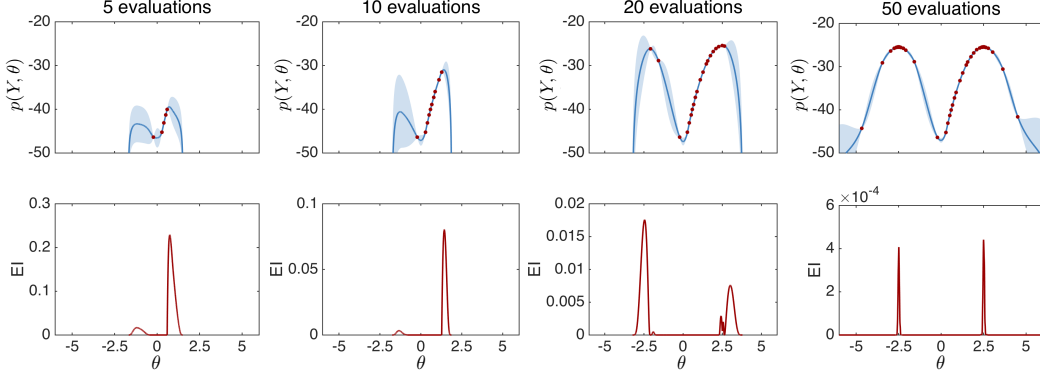 5 evaluations
10 evaluations
20 evaluations
50 evaluations
-20
-30
-40
-50
p(Y, θ)
-20
-30
-40
-50
p(Y, θ)
-20
-30
-40
-50
p(Y, θ)
-20
-30
-40
-50
p(Y, θ)
0.3
0.2
0.1
0
EI
-5 -2.5 0 2.5 5
θ
0.1
0.05
0
EI
-5 -2.5 0 2.5 5
θ
0.02
0.015
0.01
0.005
0
EI
-5 -2.5 0 2.5 5
θ
×10⁻⁴
6
4
2
0
EI
-5 -2.5 0 2.5 5
θ